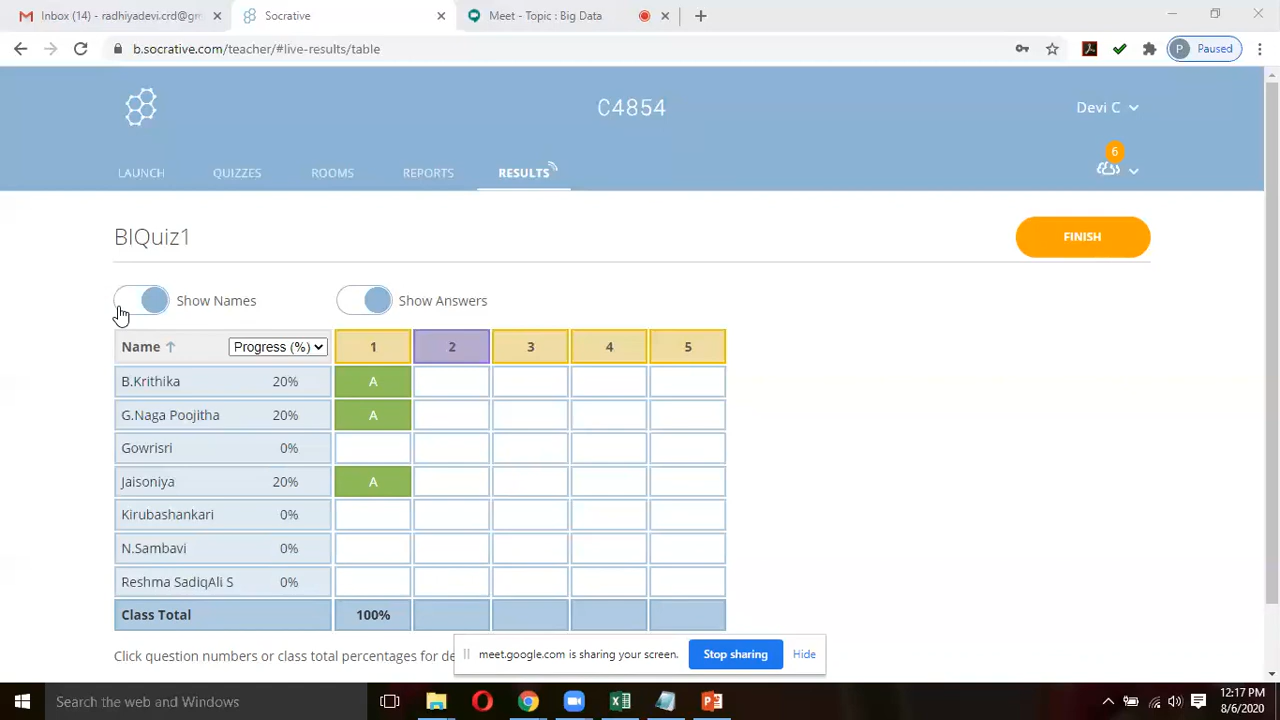 Inbox (14) - radhiyadevi.crd@gm
Socrative
Meet - Topic : Big Data
b.socrative.com/teacher/#live-results/table
P Paused
C4854
Devi C
6
LAUNCH QUIZZES ROOMS REPORTS RESULTS
BIQuiz1
FINISH
Show Names Show Answers
Name Progress (%) 1 2 3 4 5
B.Krithika 20% A
G.Naga Poojitha 20% A
Gowrisri 0%
Jaisoniya 20% A
Kirubashankari 0%
N.Sambavi 0%
Reshma SadiqAli S 0%
Class Total 100%
Click question numbers or class total percentages for de
meet.google.com is sharing your screen. Stop sharing Hide
Search the web and Windows
12:17 PM
8/6/2020